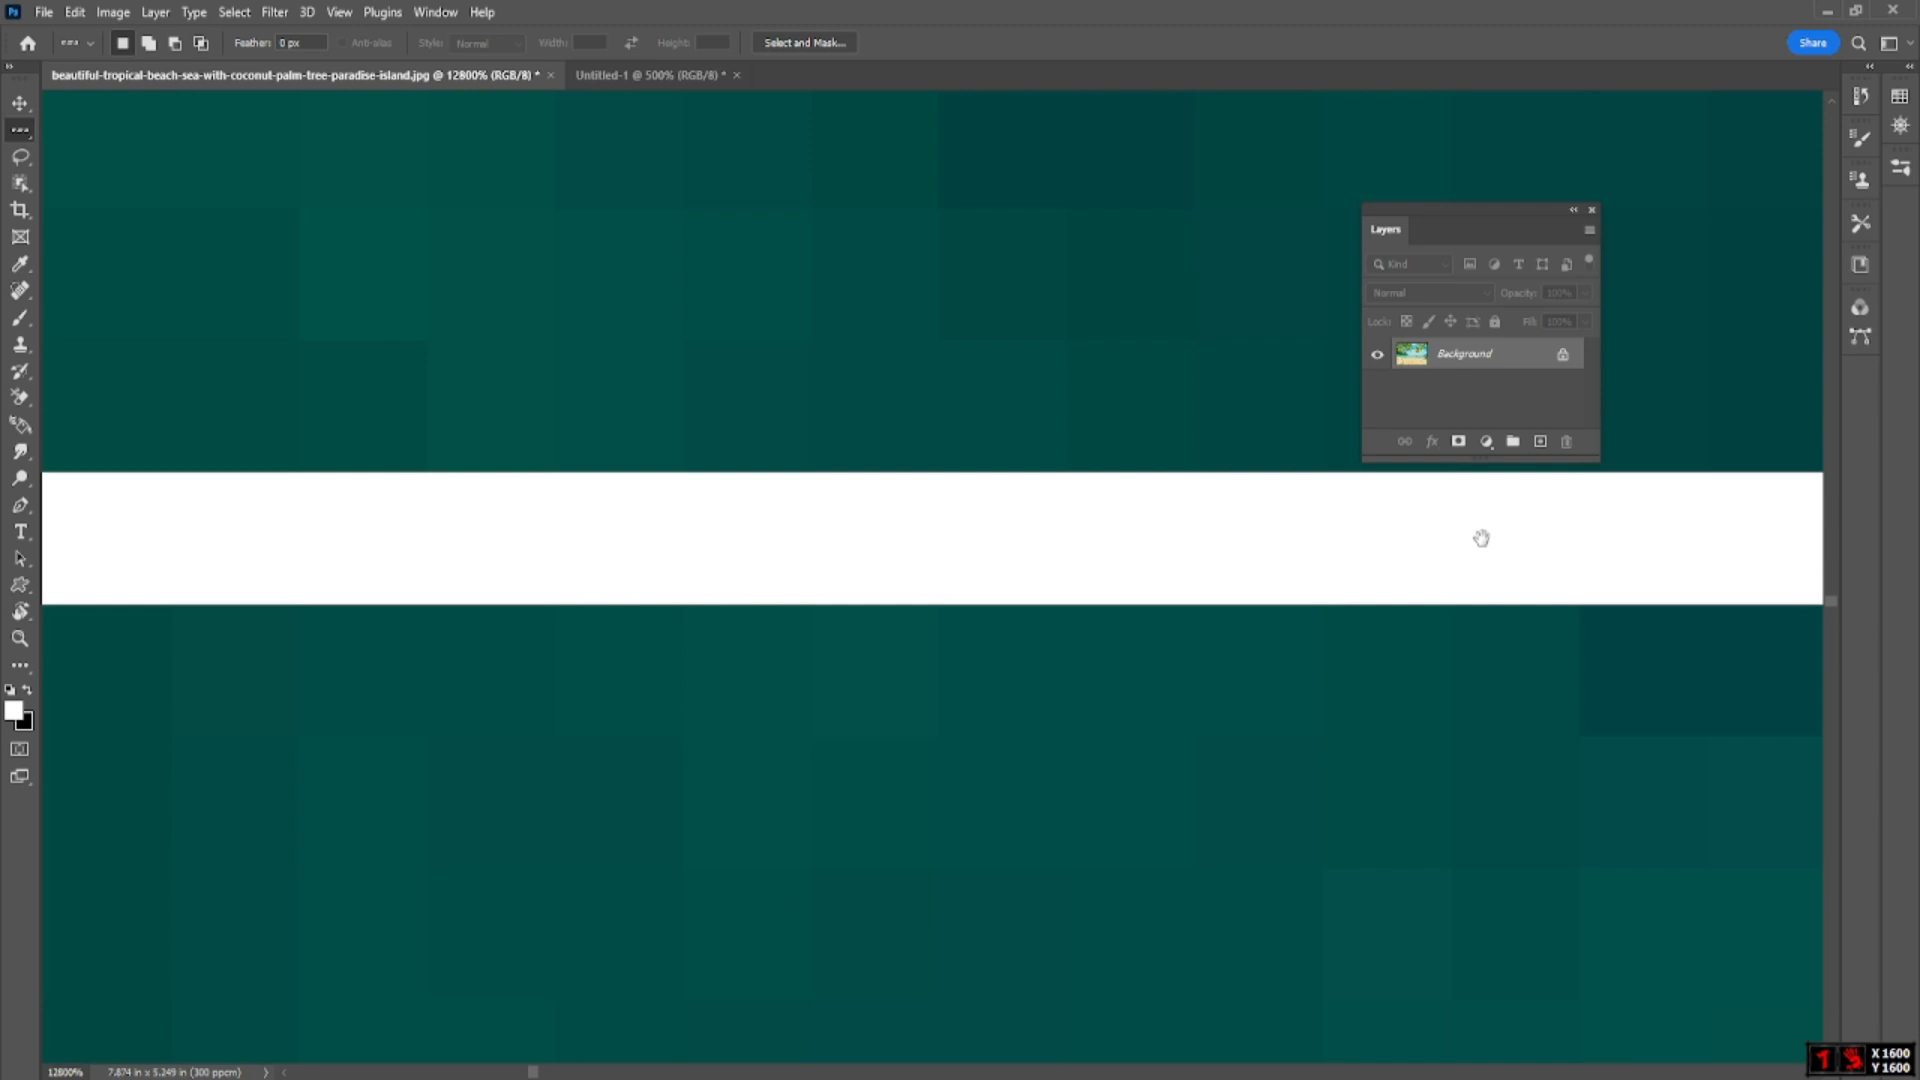 Ps File Edit Image Layer Type Select Filter 3D View Plugins Window Help
Feather: 0 px Anti-alias Style: Normal Width: Height: Select and Mask... Share
beautiful-tropical-beach-sea-with-coconut-palm-tree-paradise-island.jpg @ 12800% (RGB/8) * × Untitled-1 @ 500% (RGB/8) * ×
Layers
Kind
Normal Opacity: 100%
Lock: Fill: 100%
Background
12800% 7.874 in x 5.249 in (300 ppcm)
X 1600
Y 1600